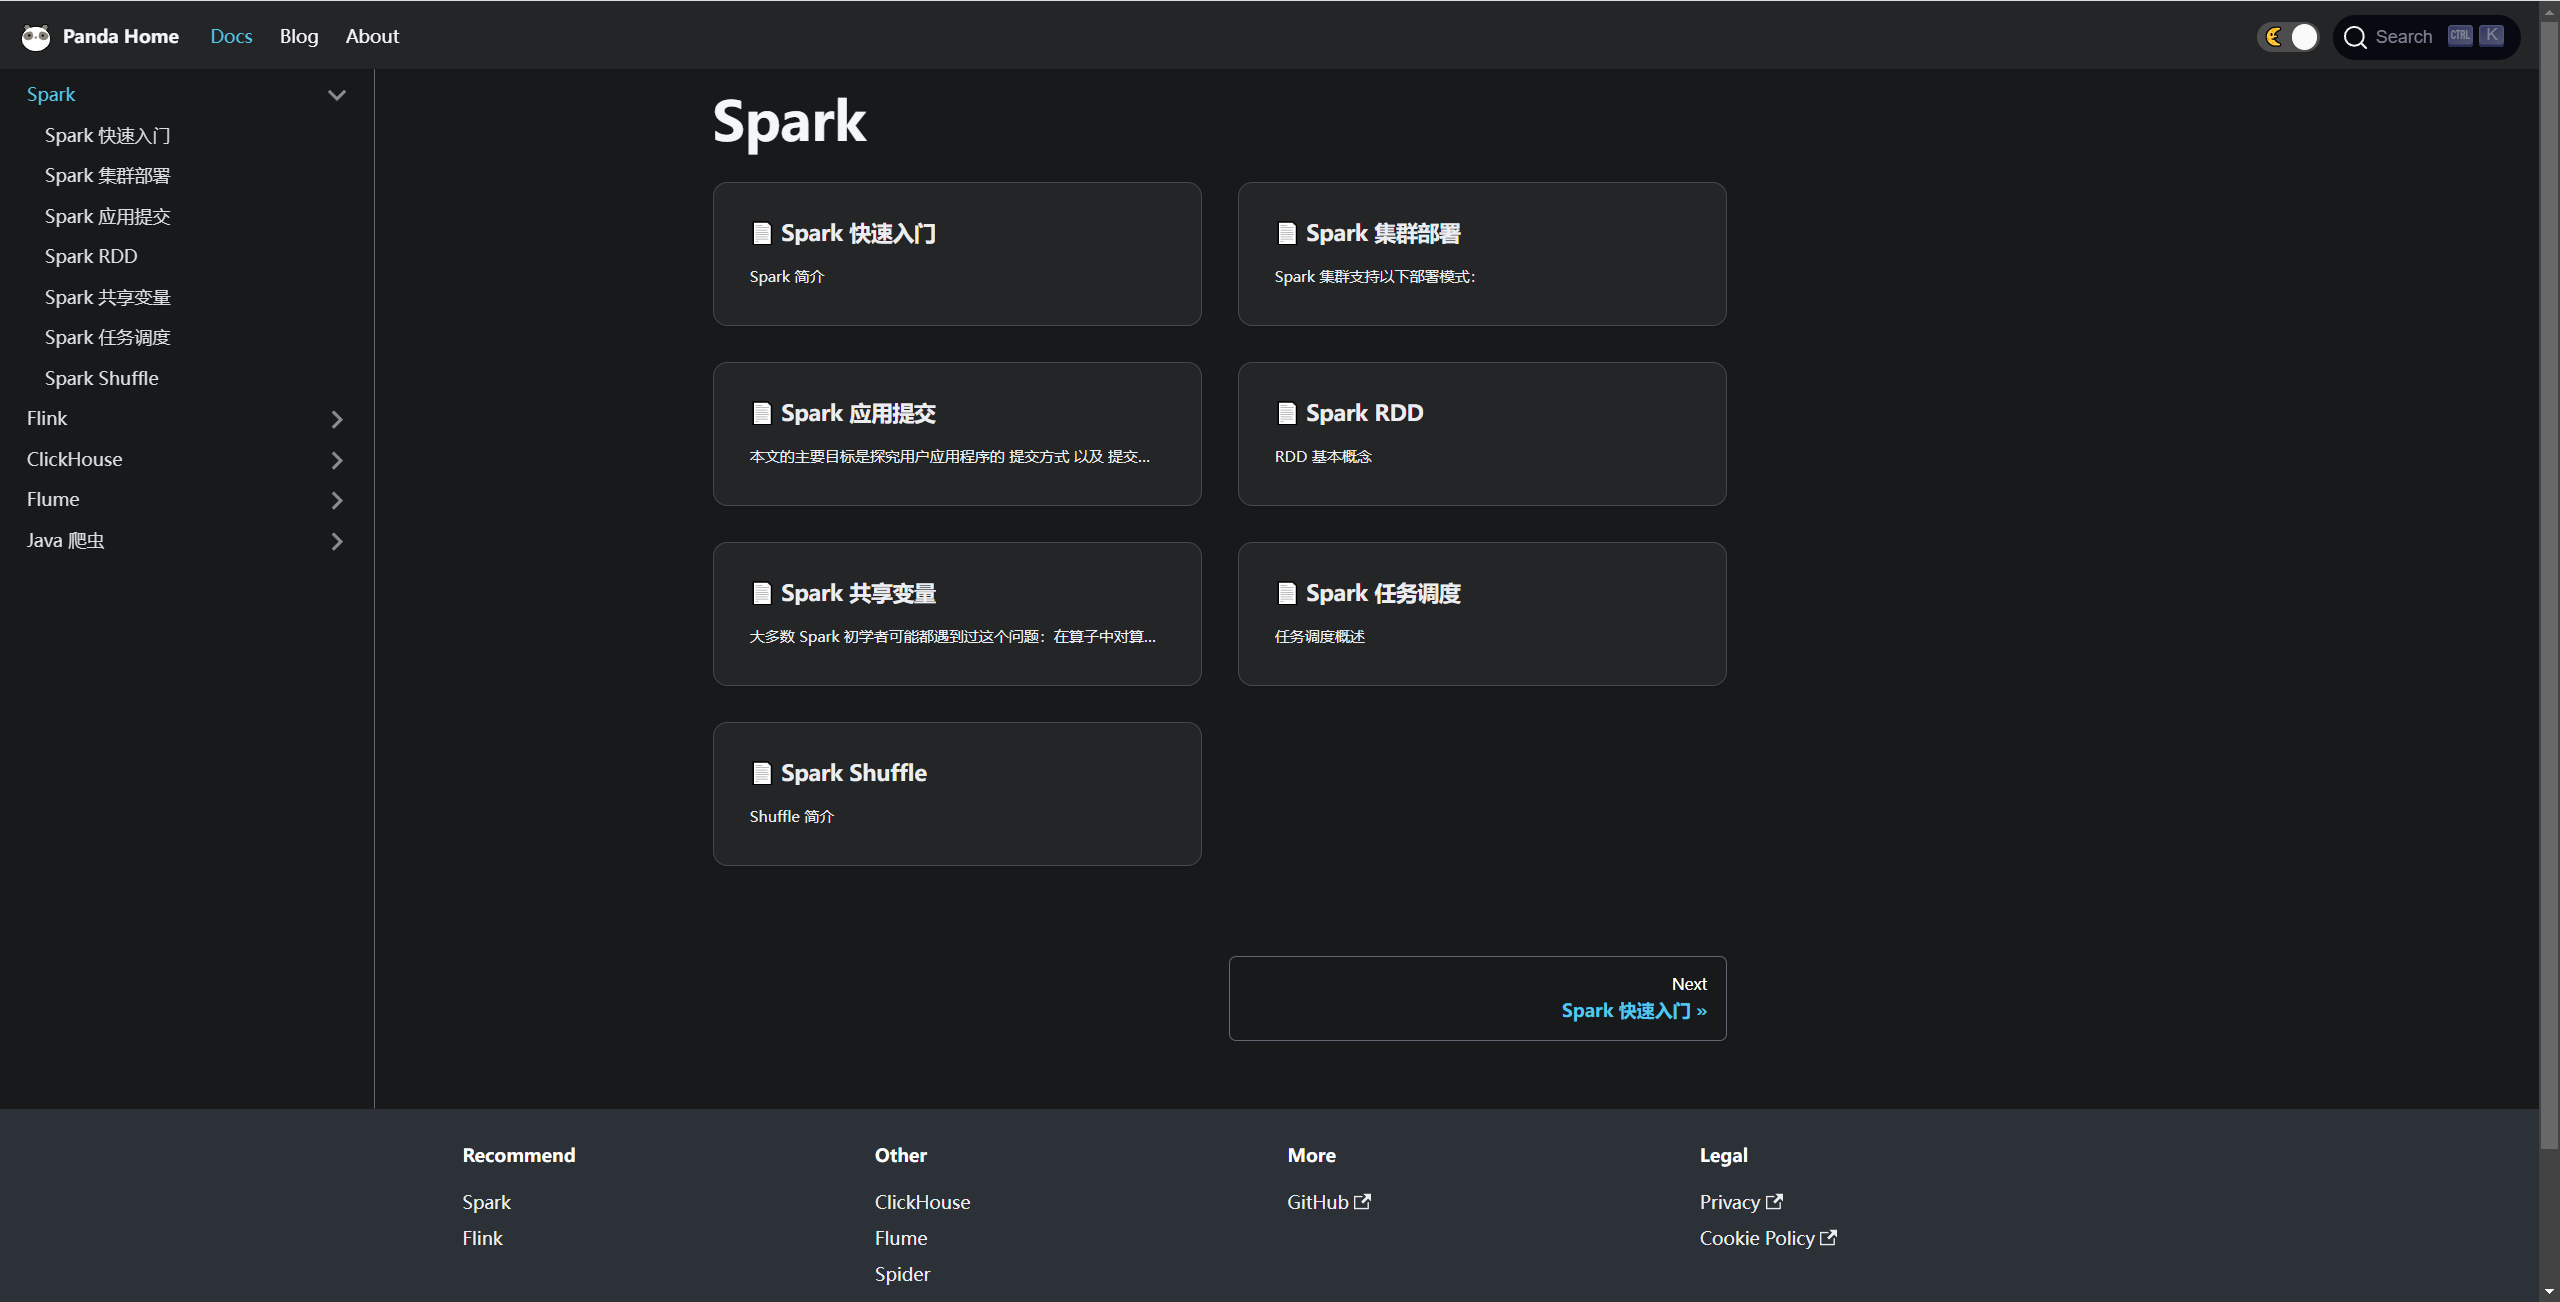 Panda Home Docs Blog About Search CTRL K
Spark
Spark 快速入门
Spark 集群部署
Spark 应用提交
Spark RDD
Spark 共享变量
Spark 任务调度
Spark Shuffle
Flink
ClickHouse
Flume
Java 爬虫
Spark
Spark 快速入门
Spark 简介
Spark 集群部署
Spark 集群支持以下部署模式：
Spark 应用提交
本文的主要目标是探究用户应用程序的 提交方式 以及 提交...
Spark RDD
RDD 基本概念
Spark 共享变量
大多数 Spark 初学者可能都遇到过这个问题：在算子中对算...
Spark 任务调度
任务调度概述
Spark Shuffle
Shuffle 简介
Next
Spark 快速入门 »
Recommend
Spark
Flink
Other
ClickHouse
Flume
Spider
More
GitHub
Legal
Privacy
Cookie Policy